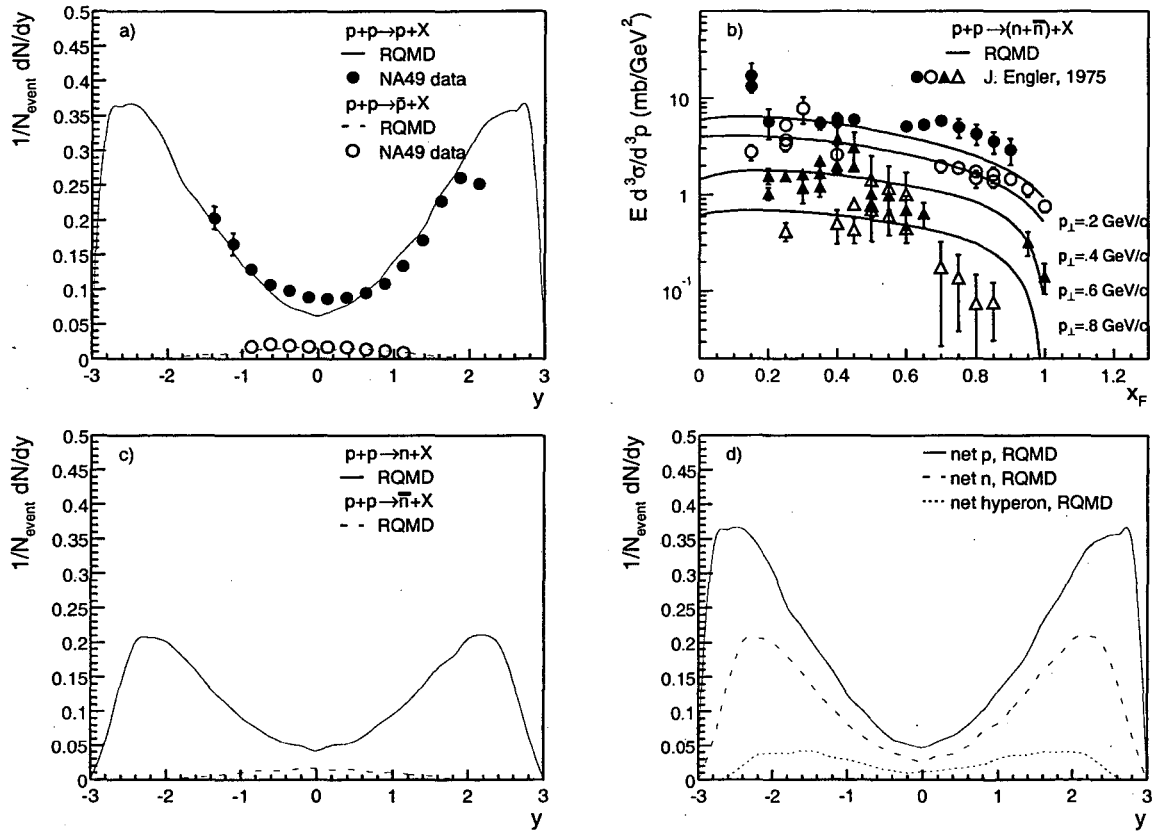 a)
p+p→p+X
RQMD
NA49 data
p+p→p̅+X
RQMD
NA49 data
1/N_event dN/dy
0.5
0.45
0.4
0.35
0.3
0.25
0.2
0.15
0.1
0.05
0
-3 -2 -1 0 1 2 3
y
b)
p+p→(n+n̅)+X
RQMD
J. Engler, 1975
E d³σ/d³p (mb/GeV²)
10
1
10⁻¹
p⊥=.2 GeV/c
p⊥=.4 GeV/c
p⊥=.6 GeV/c
p⊥=.8 GeV/c
0 0.2 0.4 0.6 0.8 1 1.2
x_F
c)
p+p→n+X
RQMD
p+p→n̅+X
RQMD
1/N_event dN/dy
0.5
0.45
0.4
0.35
0.3
0.25
0.2
0.15
0.1
0.05
0
-3 -2 -1 0 1 2 3
y
d)
net p, RQMD
net n, RQMD
net hyperon, RQMD
1/N_event dN/dy
0.5
0.45
0.4
0.35
0.3
0.25
0.2
0.15
0.1
0.05
0
-3 -2 -1 0 1 2 3
y